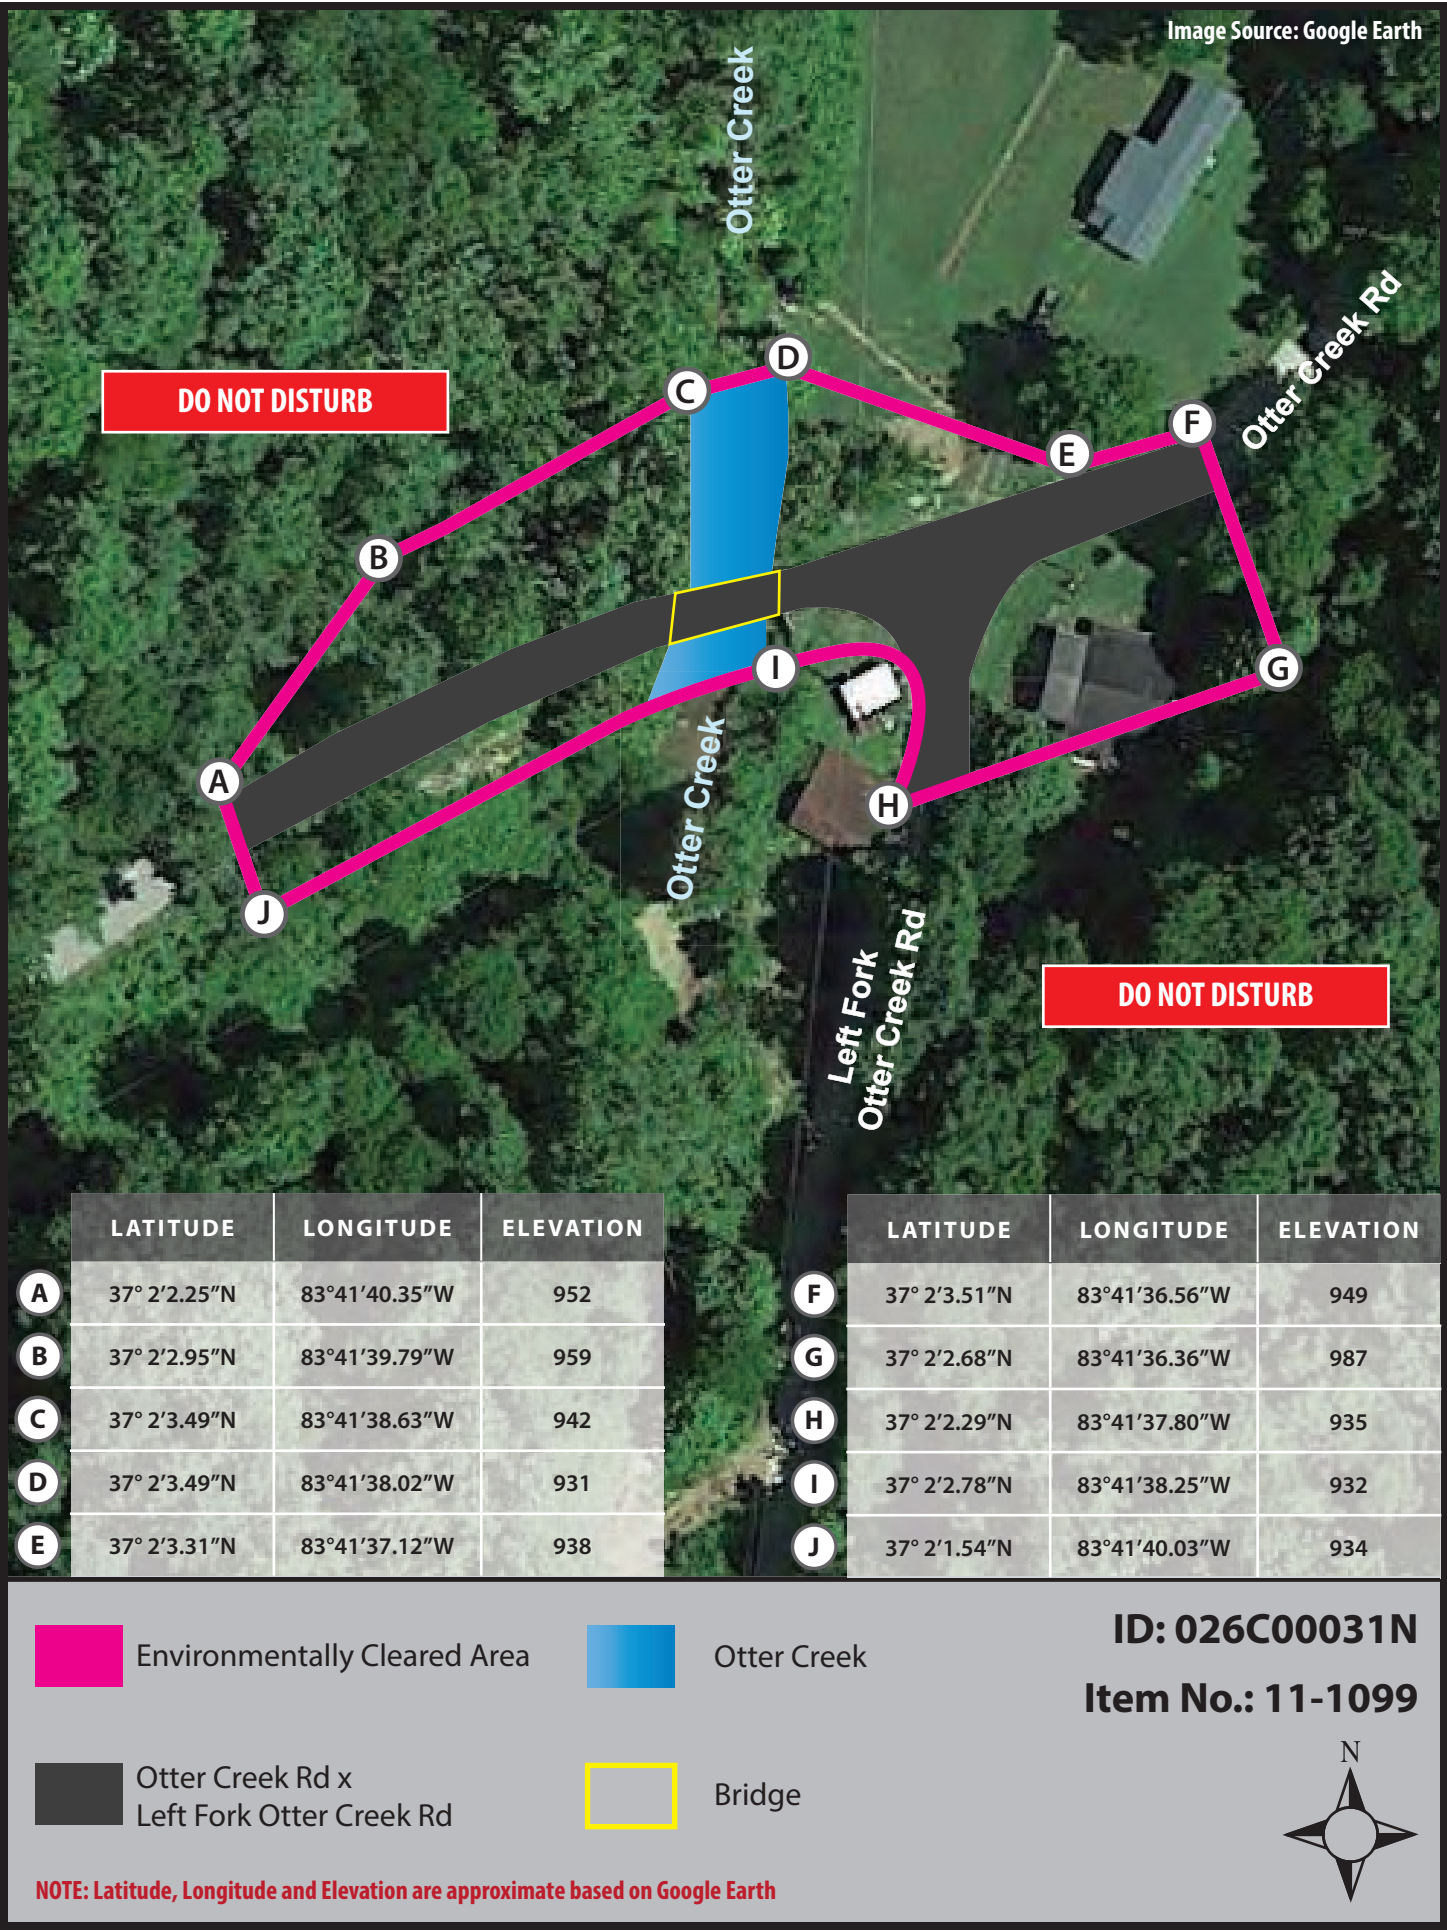 Image Source: Google Earth
Otter Creek
Otter Creek Rd
DO NOT DISTURB
D
C
F
E
B
I
G
A
H
J
Otter Creek
Left Fork
Otter Creek Rd
DO NOT DISTURB
LATITUDE LONGITUDE ELEVATION
A 37° 2’2.25”N 83°41’40.35”W 952
B 37° 2’2.95”N 83°41’39.79”W 959
C 37° 2’3.49”N 83°41’38.63”W 942
D 37° 2’3.49”N 83°41’38.02”W 931
E 37° 2’3.31”N 83°41’37.12”W 938
LATITUDE LONGITUDE ELEVATION
F 37° 2’3.51”N 83°41’36.56”W 949
G 37° 2’2.68”N 83°41’36.36”W 987
H 37° 2’2.29”N 83°41’37.80”W 935
I 37° 2’2.78”N 83°41’38.25”W 932
J 37° 2’1.54”N 83°41’40.03”W 934
Environmentally Cleared Area
Otter Creek
Otter Creek Rd x
Left Fork Otter Creek Rd
Bridge
ID: 026C00031N
Item No.: 11-1099
N
NOTE: Latitude, Longitude and Elevation are approximate based on Google Earth